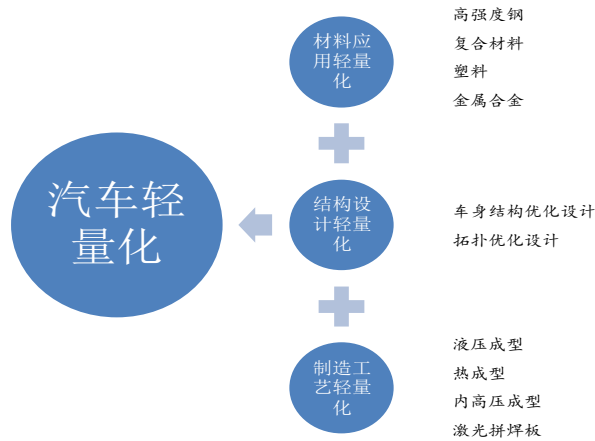 汽车轻
量化
材料应
用轻量
化
高强度钢
复合材料
塑料
金属合金
结构设
计轻量
化
车身结构优化设计
拓扑优化设计
制造工
艺轻量
化
液压成型
热成型
内高压成型
激光拼焊板